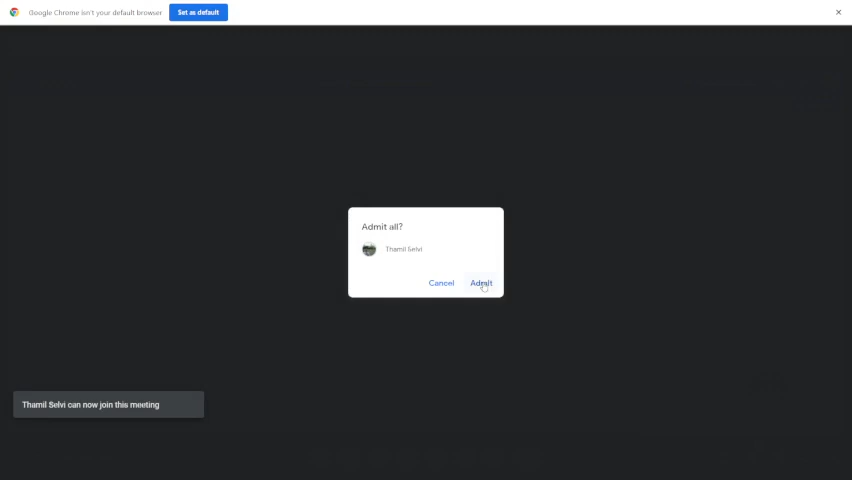 Google Chrome isn't your default browser
Set as default
Admit all?
Thamil Selvi
Cancel
Admit
Thamil Selvi can now join this meeting